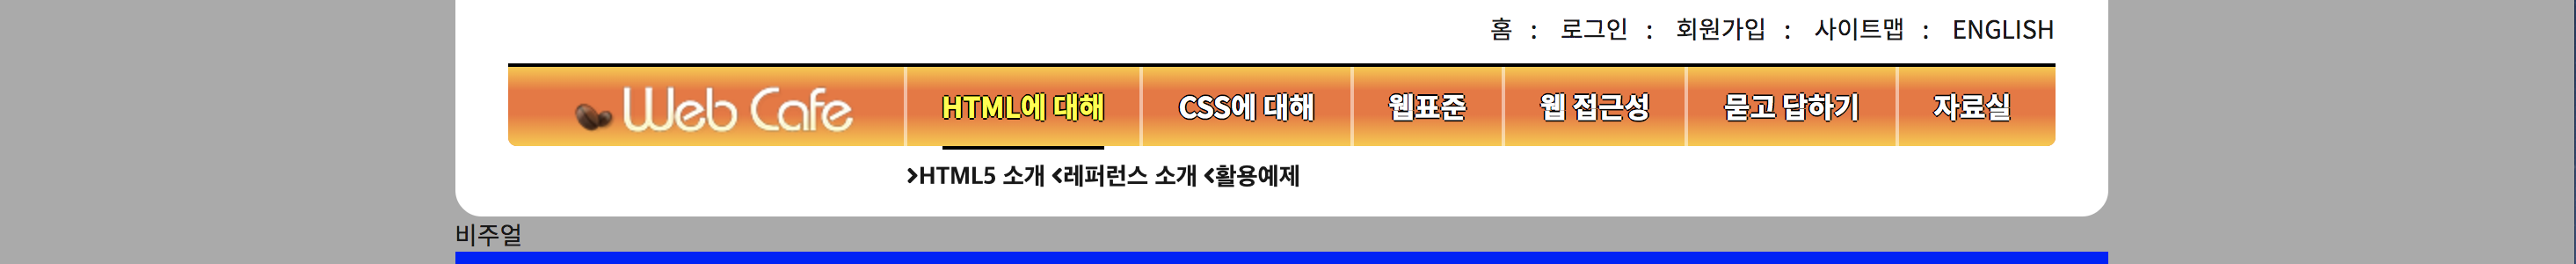 홈 : 로그인 : 회원가입 : 사이트맵 : ENGLISH
Web Cafe HTML에 대해 CSS에 대해 웹표준 웹 접근성 묻고 답하기 자료실
>HTML5 소개 <레퍼런스 소개 <활용예제
비주얼